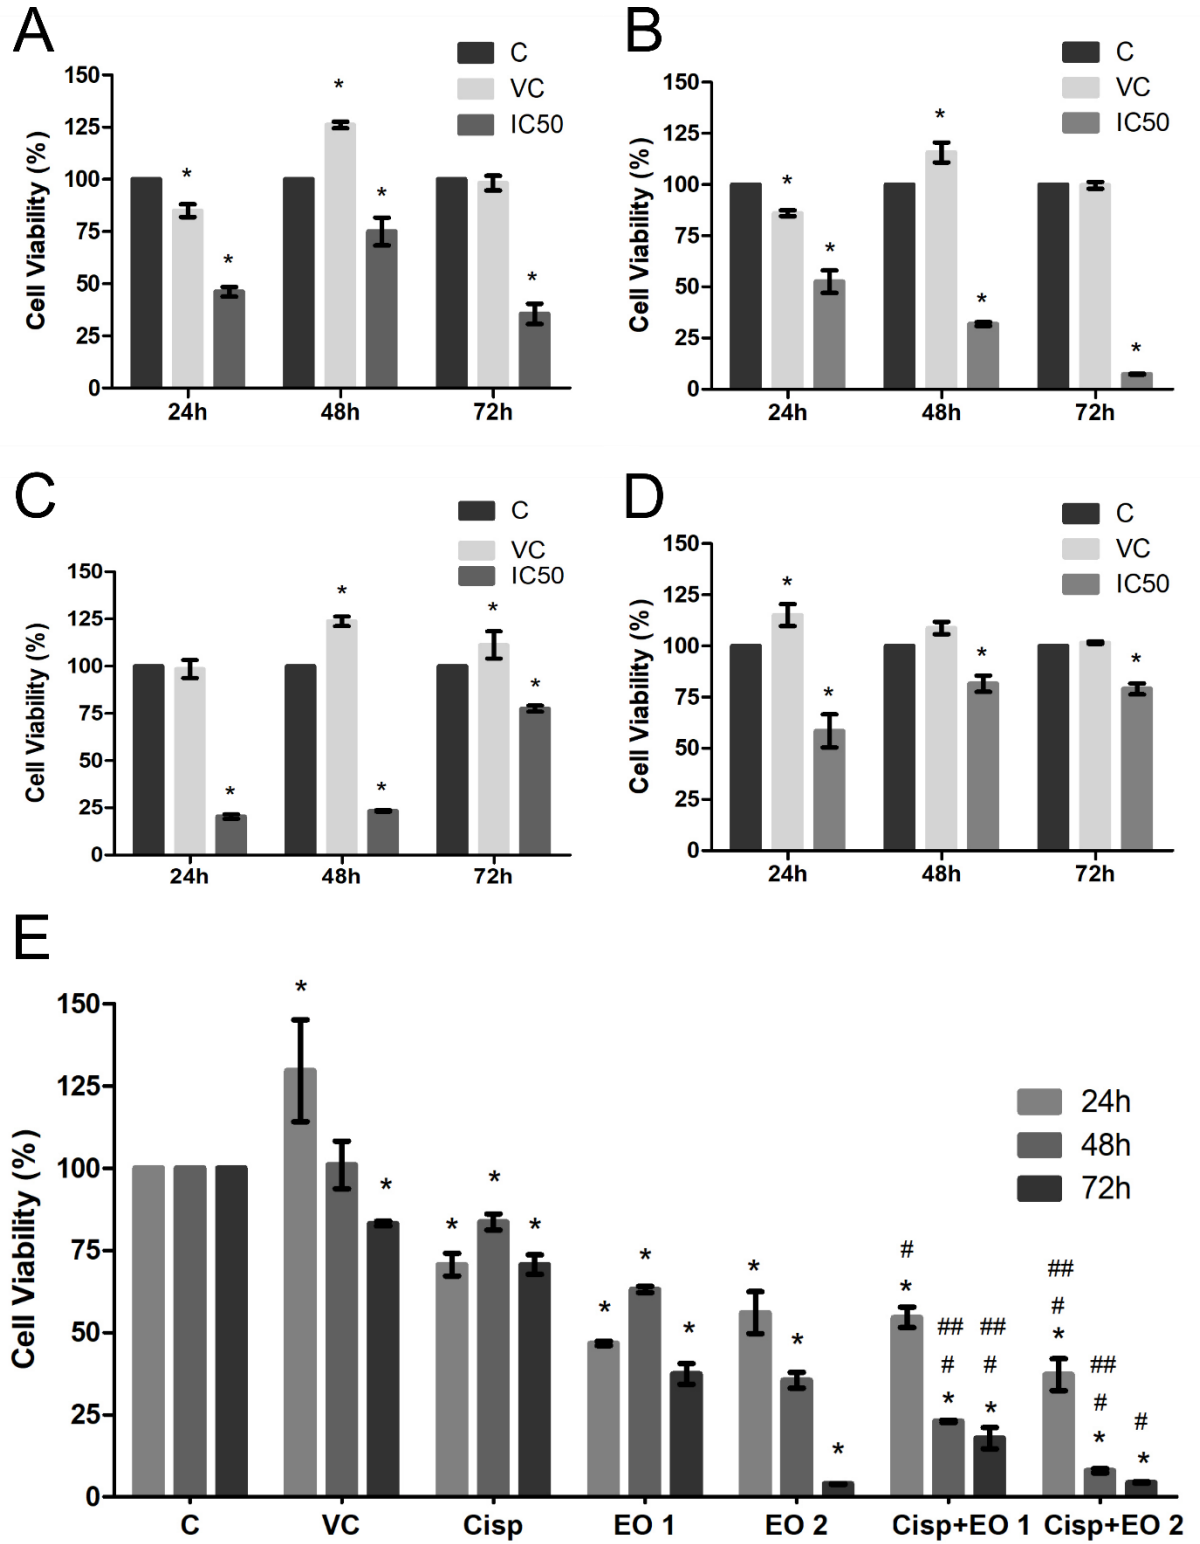 A
C
VC
IC50
Cell Viability (%)
150
125
100
75
50
25
0
* * * * *
24h 48h 72h
B
C
VC
IC50
Cell Viability (%)
150
125
100
75
50
25
0
* * * * *
24h 48h 72h
C
C
VC
IC50
Cell Viability (%)
150
125
100
75
50
25
0
* * * * *
24h 48h 72h
D
C
VC
IC50
Cell Viability (%)
150
125
100
75
50
25
0
* * * *
24h 48h 72h
E
24h
48h
72h
Cell Viability (%)
150
125
100
75
50
25
0
* * * * * * * * * * * # * # ## * # ## * # ## * # ## * #
C VC Cisp EO 1 EO 2 Cisp+EO 1 Cisp+EO 2